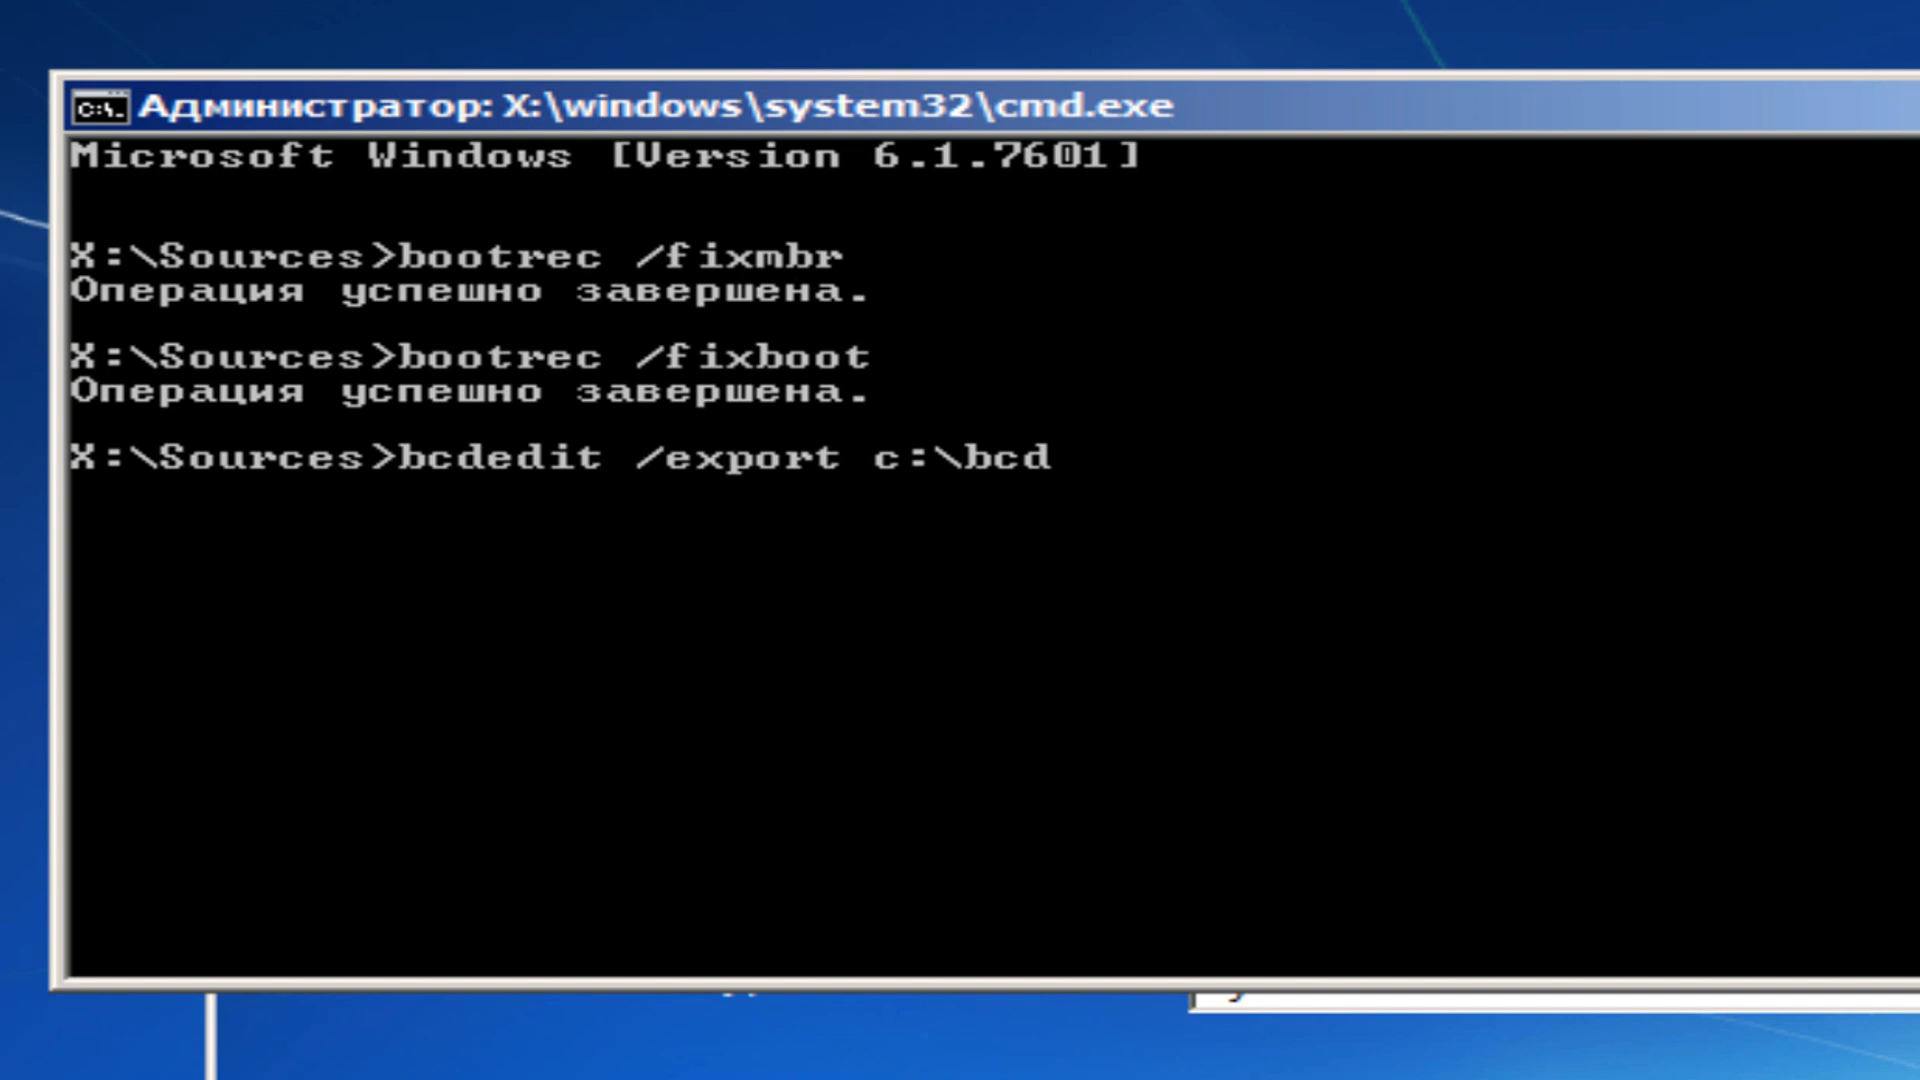 Администратор: X:\windows\system32\cmd.exe
Microsoft Windows [Version 6.1.7601]
X:\Sources>bootrec /fixmbr
Операция успешно завершена.
X:\Sources>bootrec /fixboot
Операция успешно завершена.
X:\Sources>bcdedit /export c:\bcd